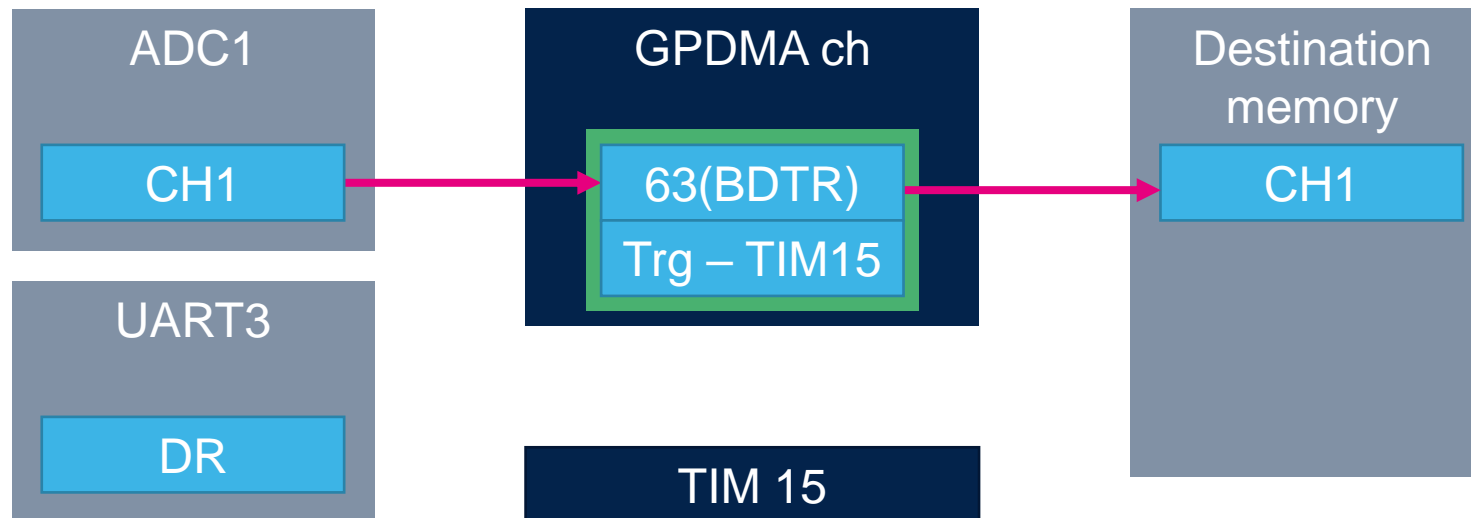 ADC1
CH1
UART3
DR
GPDMA ch
63(BDTR)
Trg – TIM15
TIM 15
Destination
memory
CH1